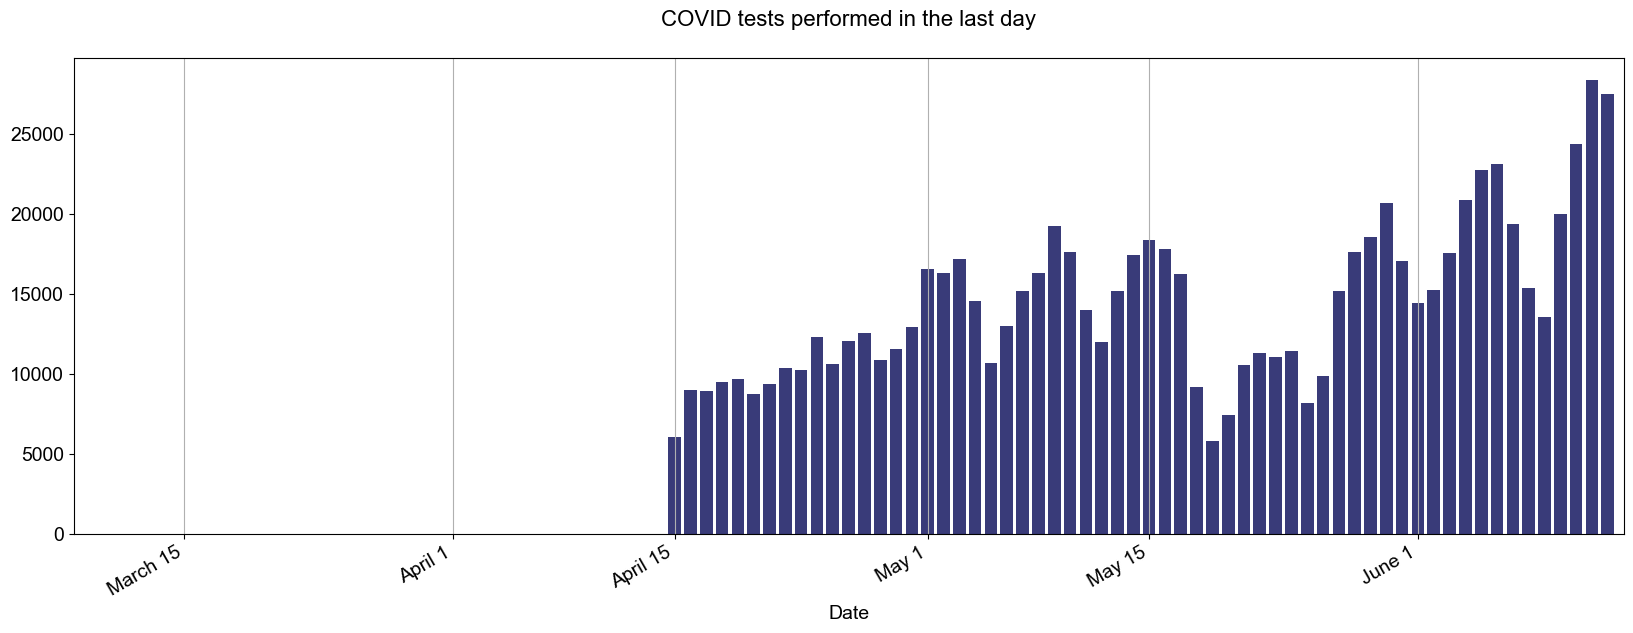 COVID tests performed in the last day
25000
20000
15000
10000
5000
0
March 15
April 1
April 15
May 1
May 15
June 1
Date